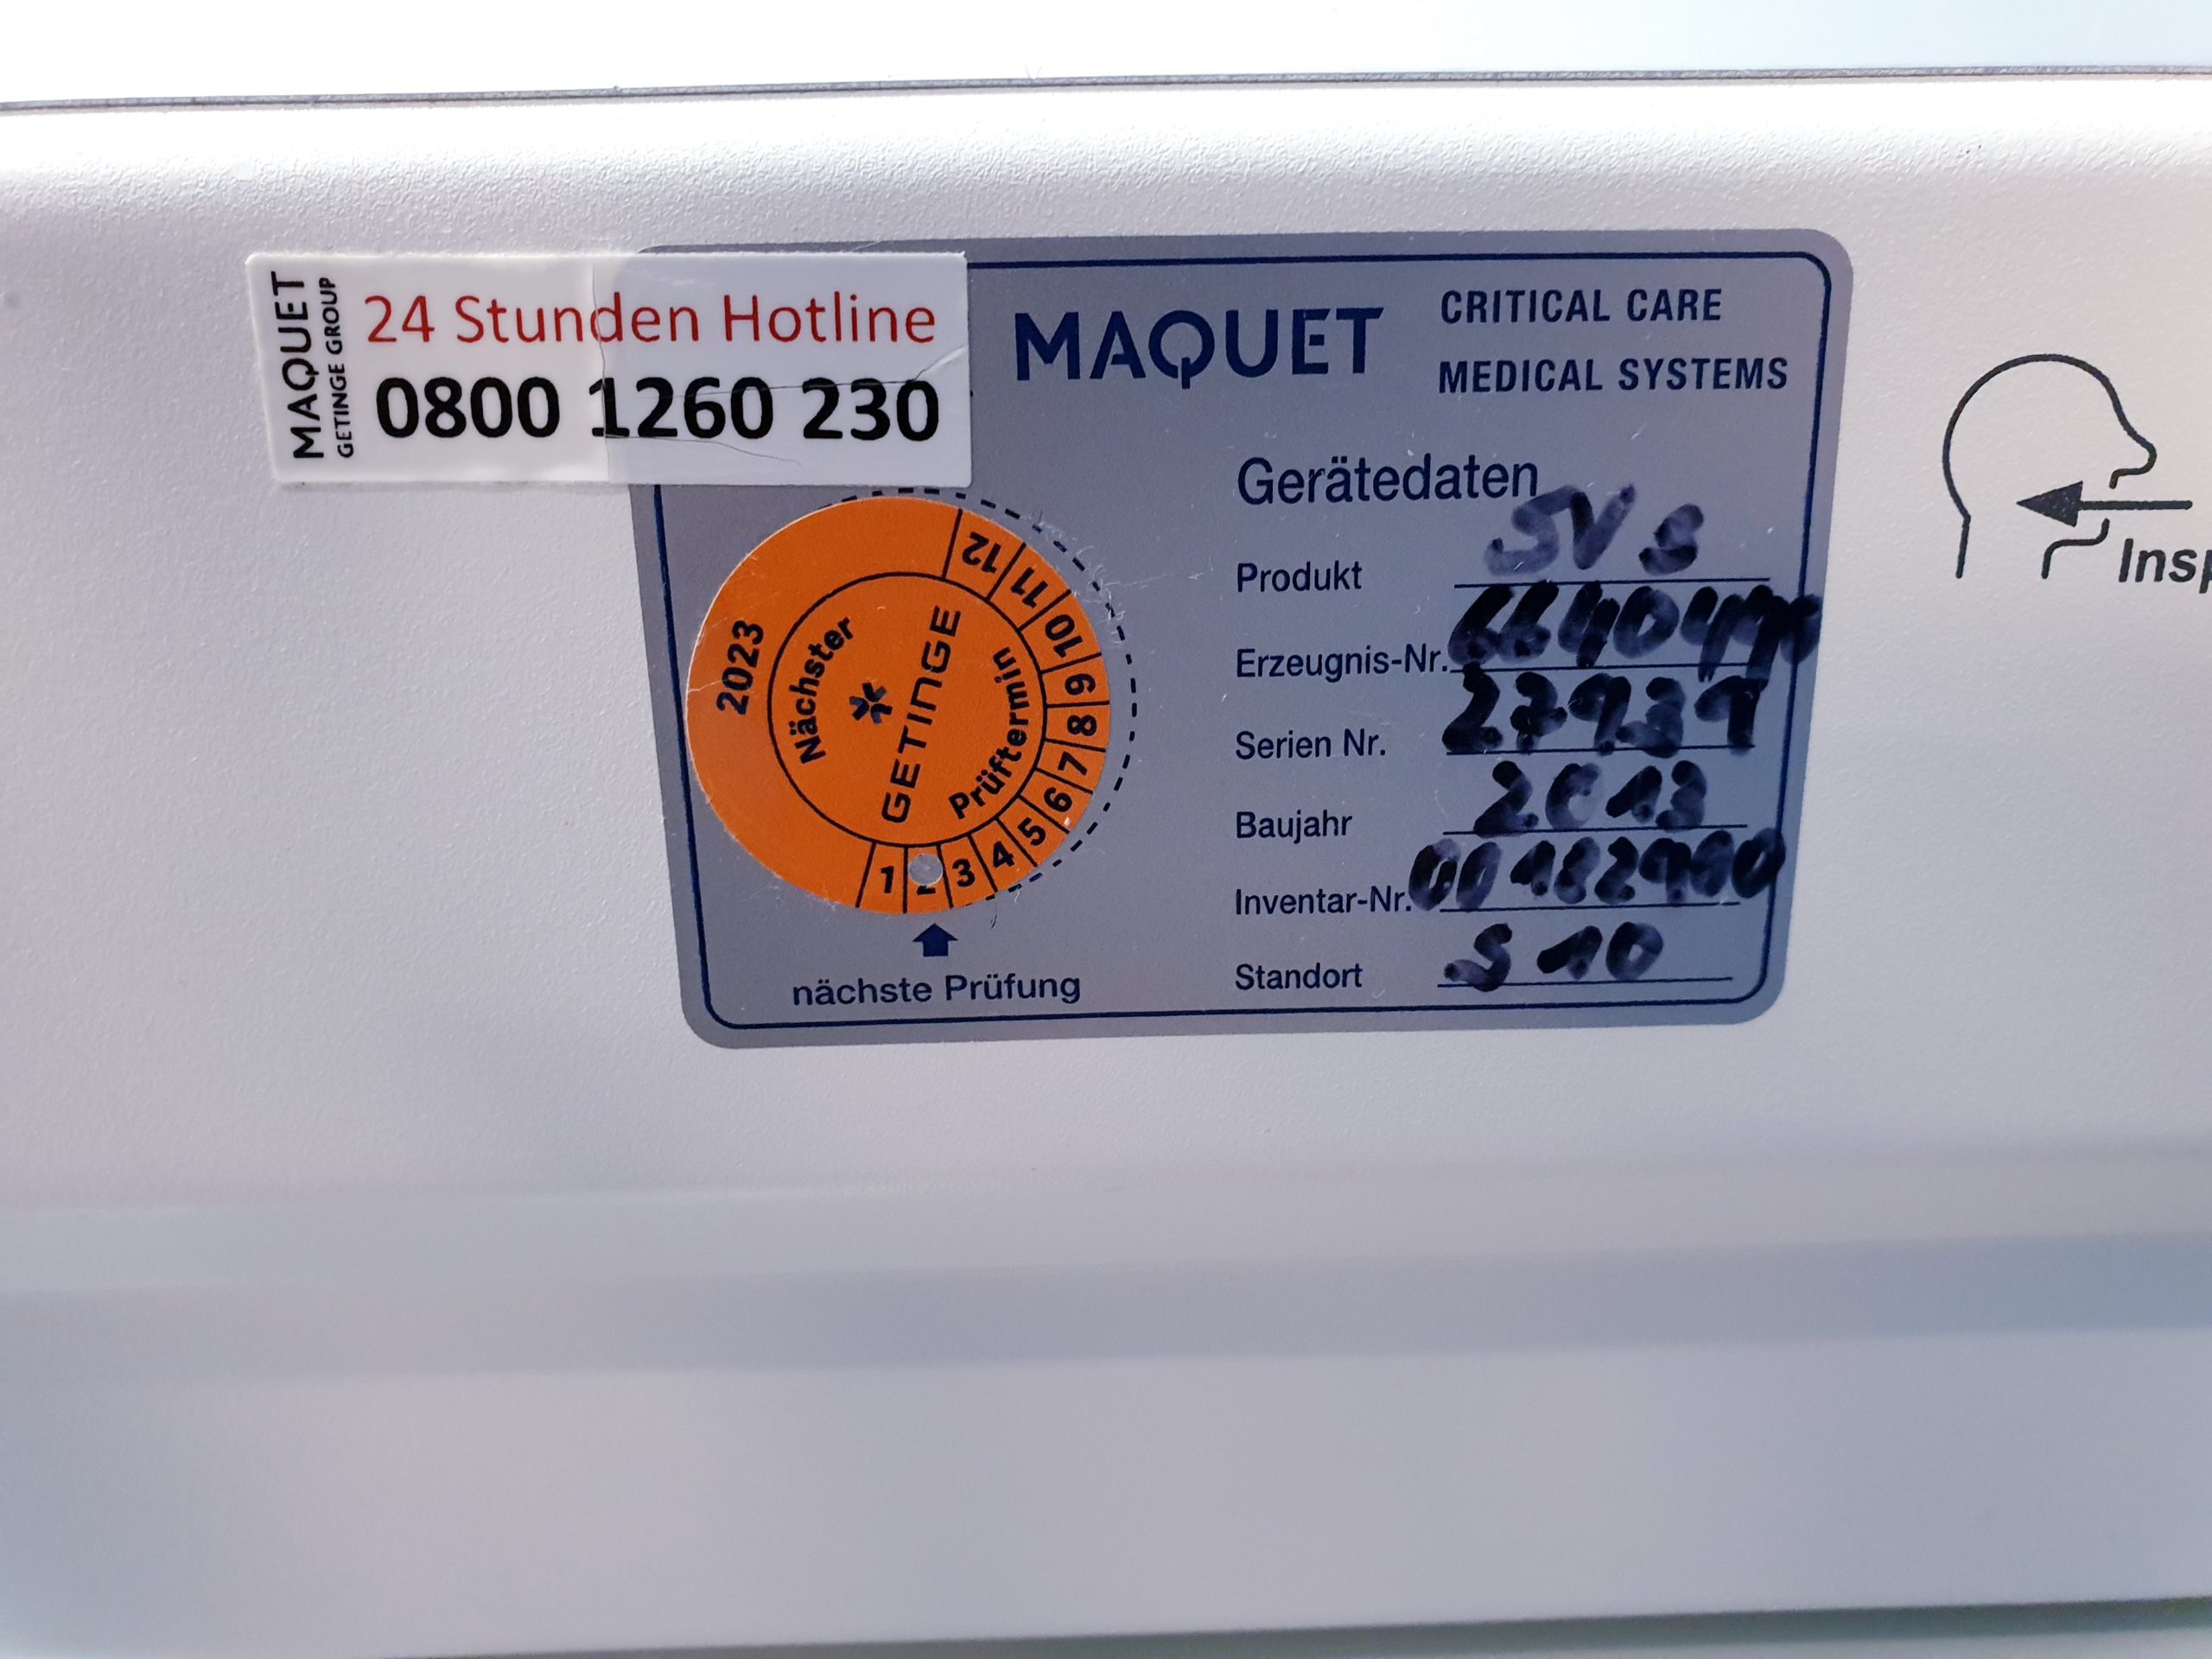 MAQUET
GETINGE GROUP
24 Stunden Hotline
0800 1260 230
MAQUET
CRITICAL CARE
MEDICAL SYSTEMS
Gerätedaten
Produkt SV S
Erzeugnis-Nr.
Serien Nr. 27939
Baujahr 2013
Inventar-Nr.
Standort S 10
2023
Nächster
GETINGE
Prüftermin
1 2 3 4 5 6 7 8 9 10 11 12
nächste Prüfung